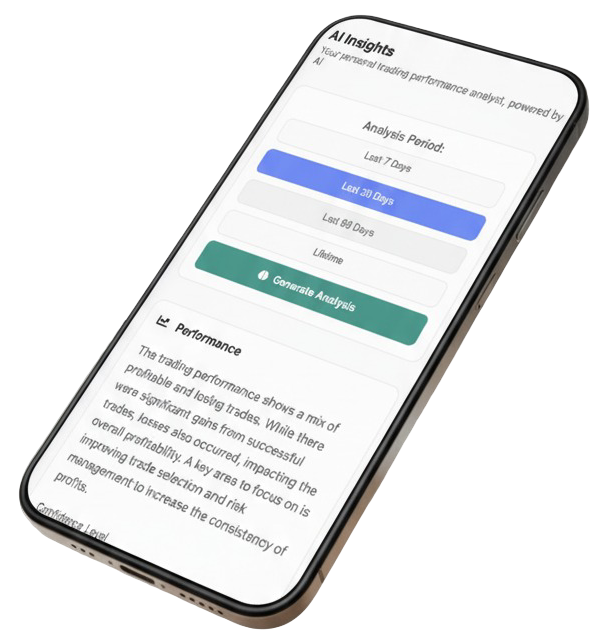 AI Insights
Your personal trading performance analyst, powered by
AI
Analysis Period:
Last 7 Days
Last 30 Days
Last Days
Lifetime
Generate Analysis
Performance
The trading performance shows a mix of
profitable and losing trades. While there
were significant gains from successful
trades, losses also occurred, impacting the
overall profitability. A key area to focus on is
improving trade selection and risk
management to increase the consistency of
profits.
Confidence Level